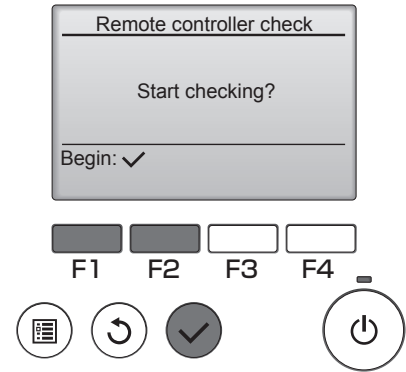 Remote controller check
Start checking?
Begin: ✓
F1 F2 F3 F4